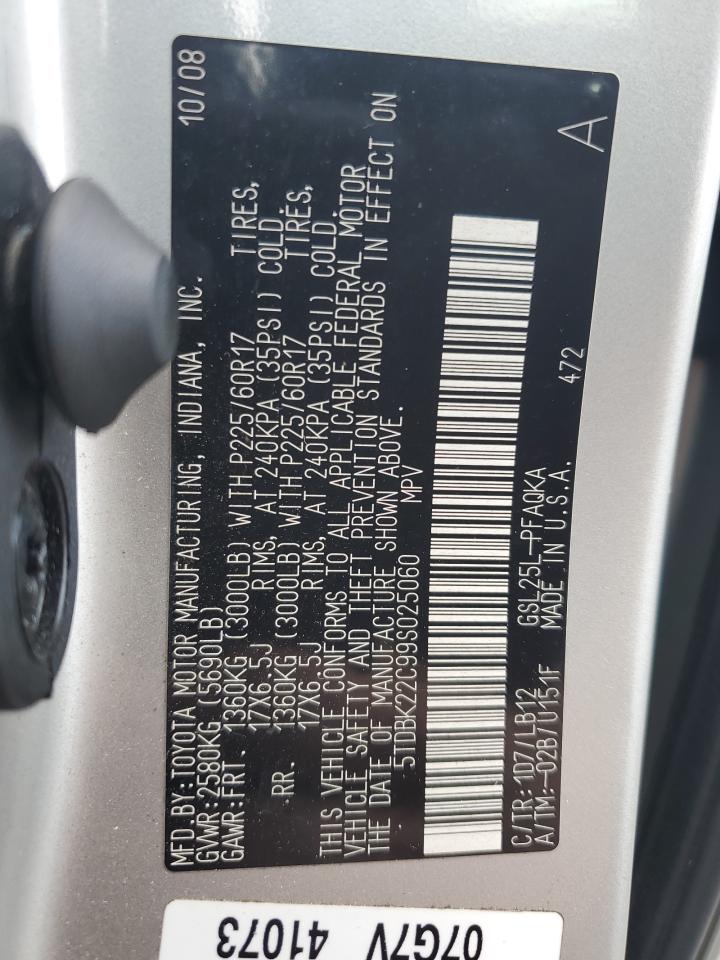 MFD.BY:TOYOTA MOTOR MANUFACTURING, INDIANA, INC. 10/08
GVWR:2580KG (5690LB)
GAWR:FRT. 1360KG (3000LB) WITH P225/60R17 TIRES,
17X6.5J RIMS, AT 240KPA (35PSI) COLD.
RR. 1360KG (3000LB) WITH P225/60R17 TIRES,
17X6.5J RIMS, AT 240KPA (35PSI) COLD.
THIS VEHICLE CONFORMS TO ALL APPLICABLE FEDERAL MOTOR
VEHICLE SAFETY AND THEFT PREVENTION STANDARDS IN EFFECT ON
THE DATE OF MANUFACTURE SHOWN ABOVE.
5TDBK22C99S025060 MPV
C/TR:1D7/LB12 GSL25L-PFAQKA 472
A/TM:-02B/U151F MADE IN U.S.A. A
07G7V
41073